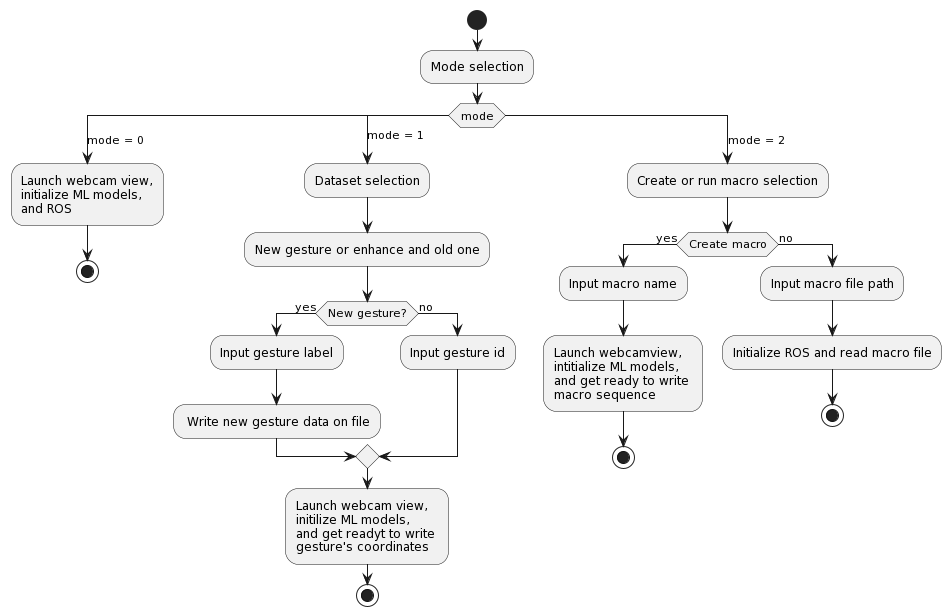 Mode selection
mode
mode = 0
mode = 1
mode = 2
Launch webcam view,
initialize ML models,
and ROS
Dataset selection
New gesture or enhance and old one
New gesture?
yes
no
Input gesture label
Input gesture id
Write new gesture data on file
Launch webcam view,
initilize ML models,
and get readyt to write
gesture's coordinates
Create or run macro selection
Create macro
yes
no
Input macro name
Input macro file path
Launch webcamview,
intitialize ML models,
and get ready to write
macro sequence
Initialize ROS and read macro file